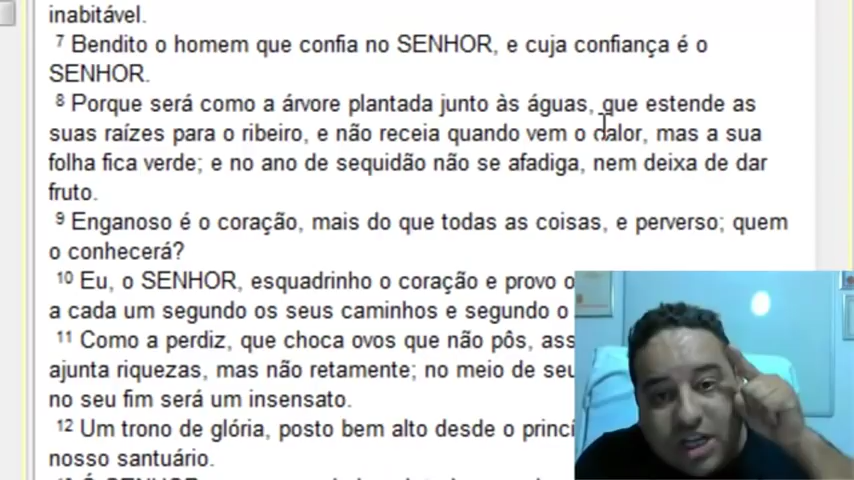 inabitável.
7 Bendito o homem que confia no SENHOR, e cuja confiança é o
SENHOR.
8 Porque será como a árvore plantada junto às águas, que estende as
suas raízes para o ribeiro, e não receia quando vem o calor, mas a sua
folha fica verde; e no ano de sequidão não se afadiga, nem deixa de dar
fruto.
9 Enganoso é o coração, mais do que todas as coisas, e perverso; quem
o conhecerá?
10 Eu, o SENHOR, esquadrinho o coração e provo o
a cada um segundo os seus caminhos e segundo o
11 Como a perdiz, que choca ovos que não pôs, ass
ajunta riquezas, mas não retamente; no meio de seu
no seu fim será um insensato.
12 Um trono de glória, posto bem alto desde o princí
nosso santuário.